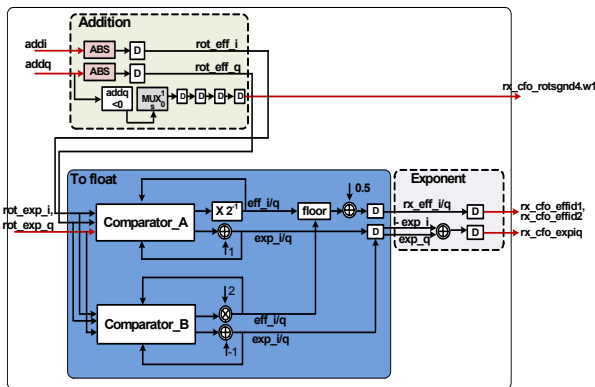 Addition
addi
ABS
D
rot_eff_i
addq
ABS
D
rot_eff_q
addq
<0
MUX
1
0
s
D
D
D
D
rx_cfo_rotsgnd4.w1
To float
Exponent
0.5
rot_exp_i,
rot_exp_q
Comparator_A
X 2-1
eff_i/q
floor
D
rx_eff_i/q
D
rx_cfo_effid1,
rx_cfo_effid2
1
exp_i/q
D
exp_i
exp_q
D
rx_cfo_expiq
Comparator_B
2
eff_i/q
exp_i/q
-1